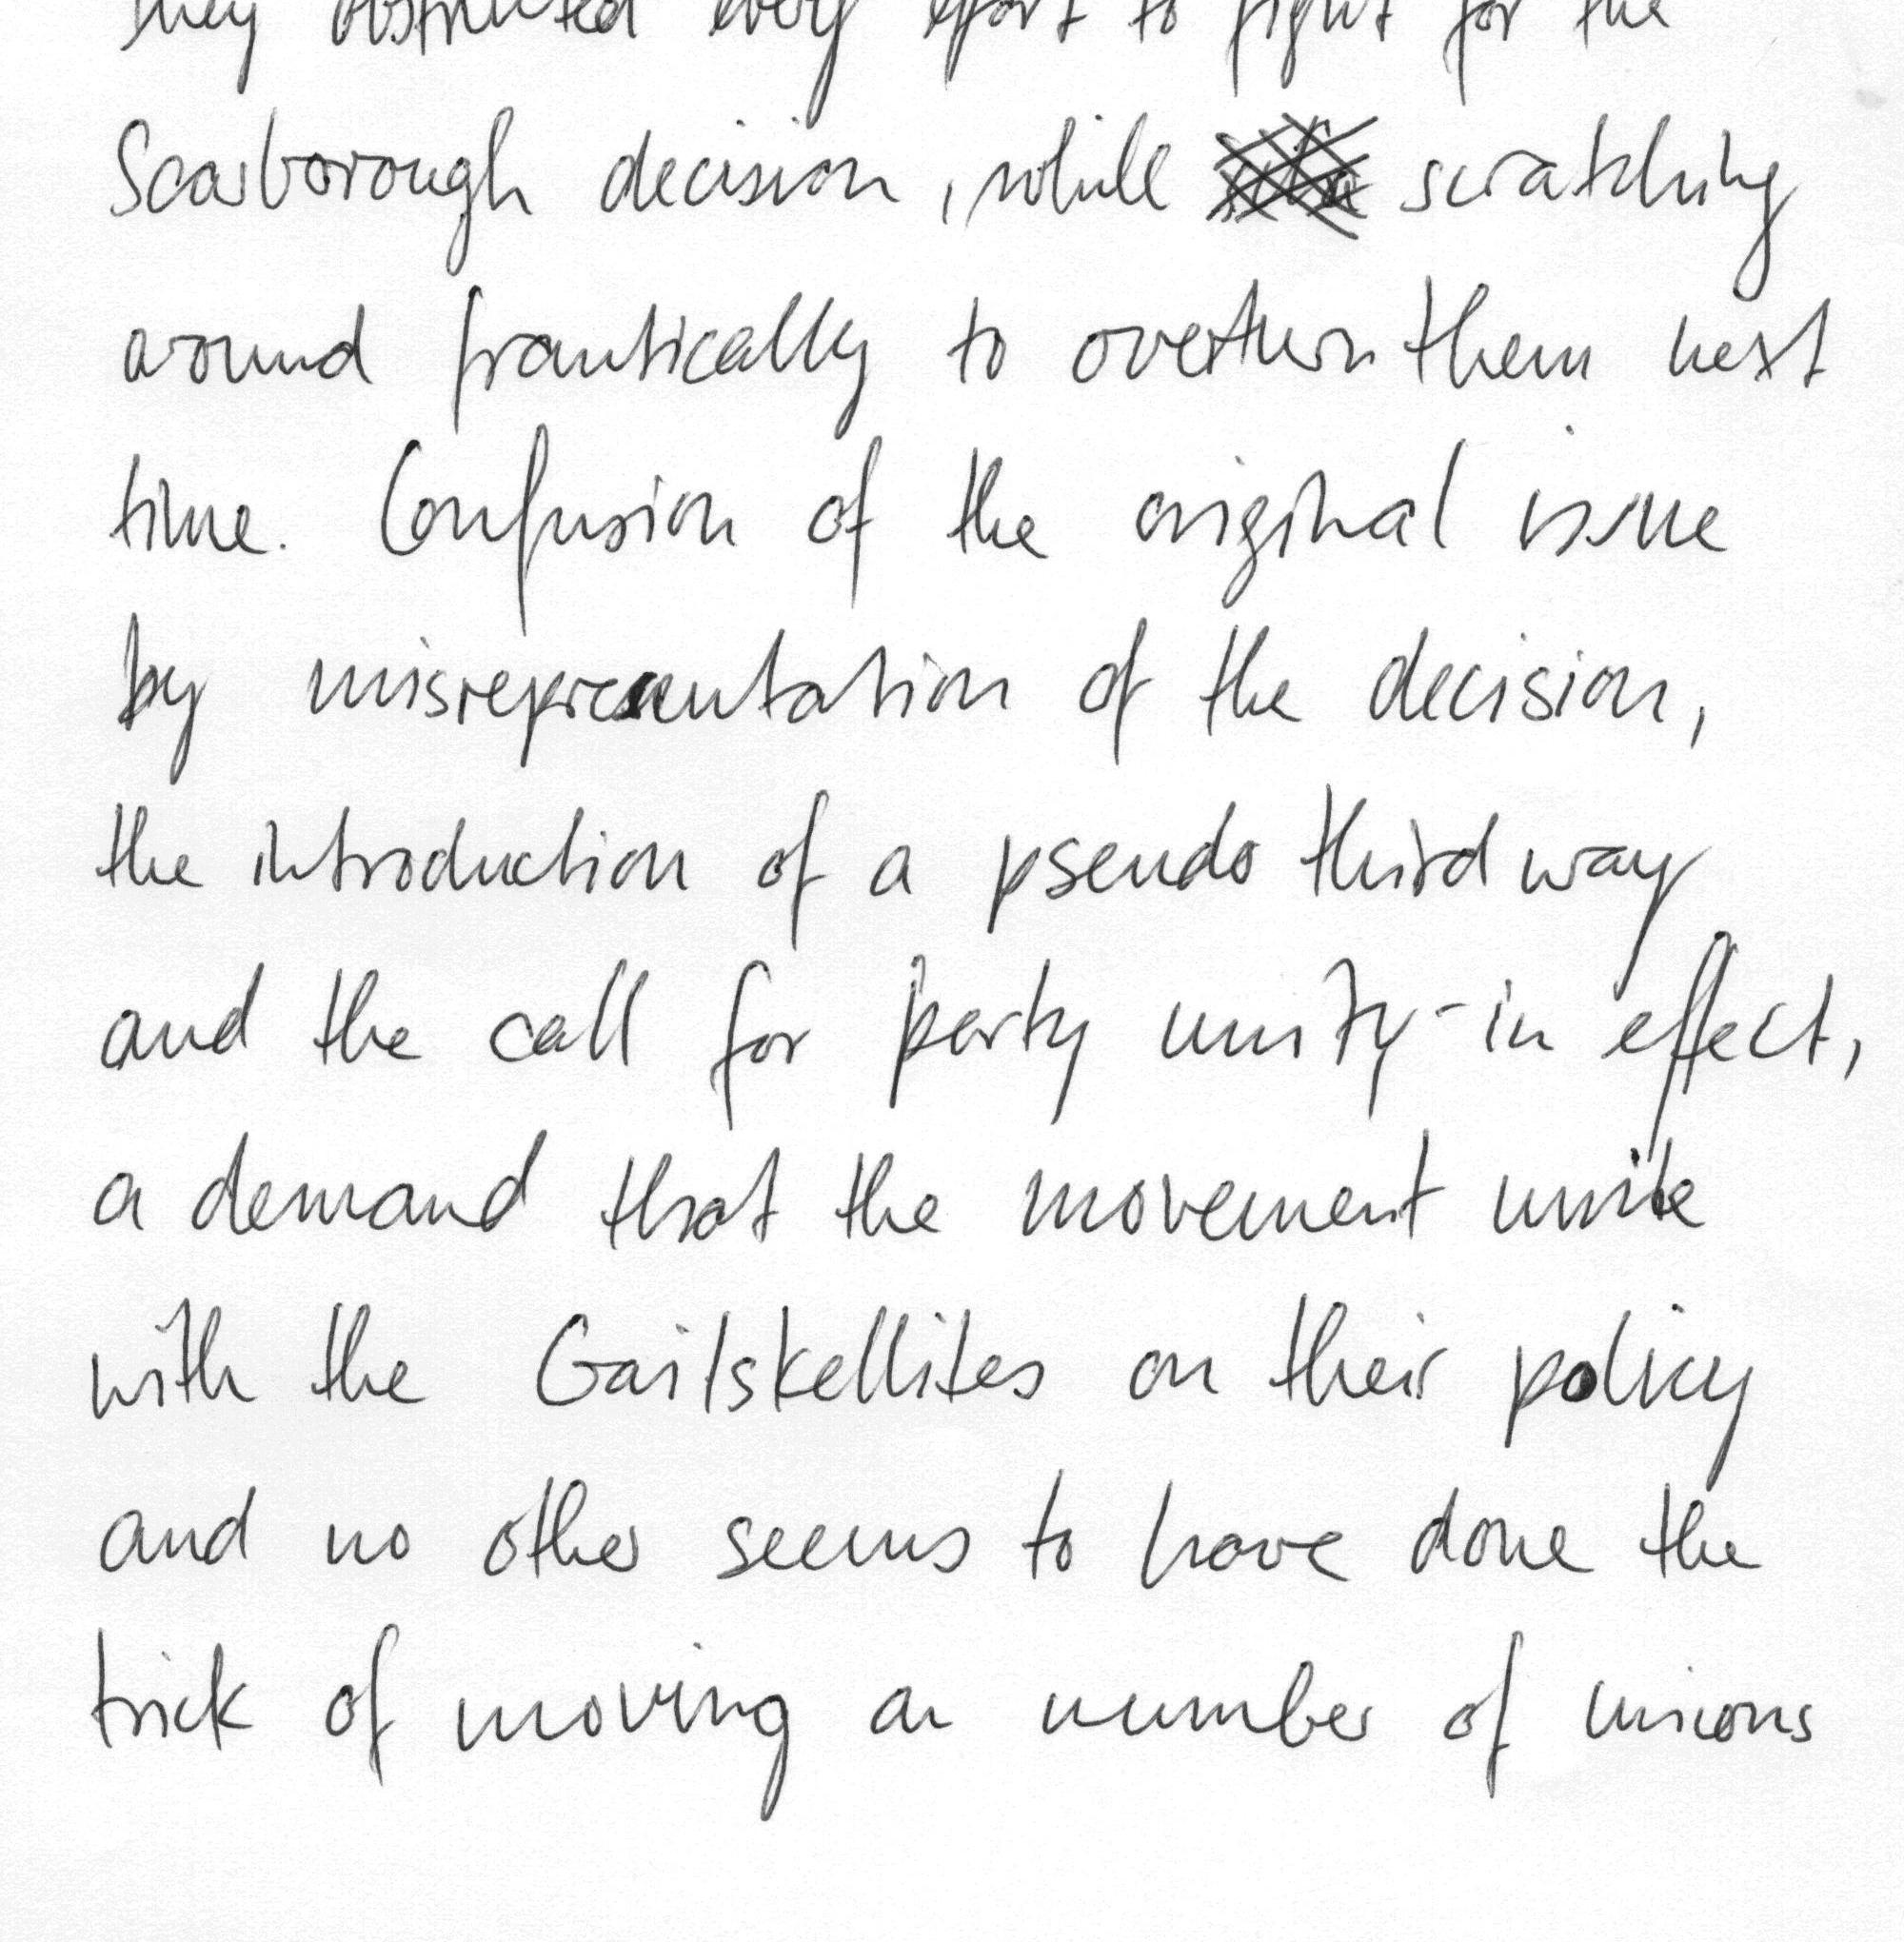 they obstructed every effort to fight for the
Scarborough decision, while scratching
around frantically to overturn them next
time. Confusion of the original issue
by misrepresentation of the decision,
the introduction of a pseudo third way
and the call for party unity - in effect,
a demand that the movement unite
with the Gaitskellites on their policy
and no other seems to have done the
trick of moving a number of unions